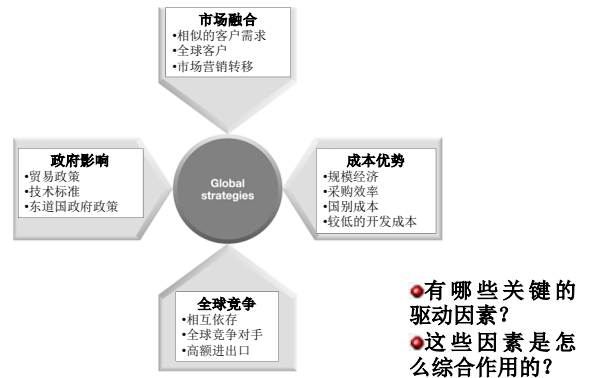 市场融合
•相似的客户需求
•全球客户
•市场营销转移
政府影响
•贸易政策
•技术标准
•东道国政府政策
Global
strategies
成本优势
•规模经济
•采购效率
•国别成本
•较低的开发成本
全球竞争
•相互依存
•全球竞争对手
•高额进出口
有哪些关键的
驱动因素？
这些因素是怎
么综合作用的？